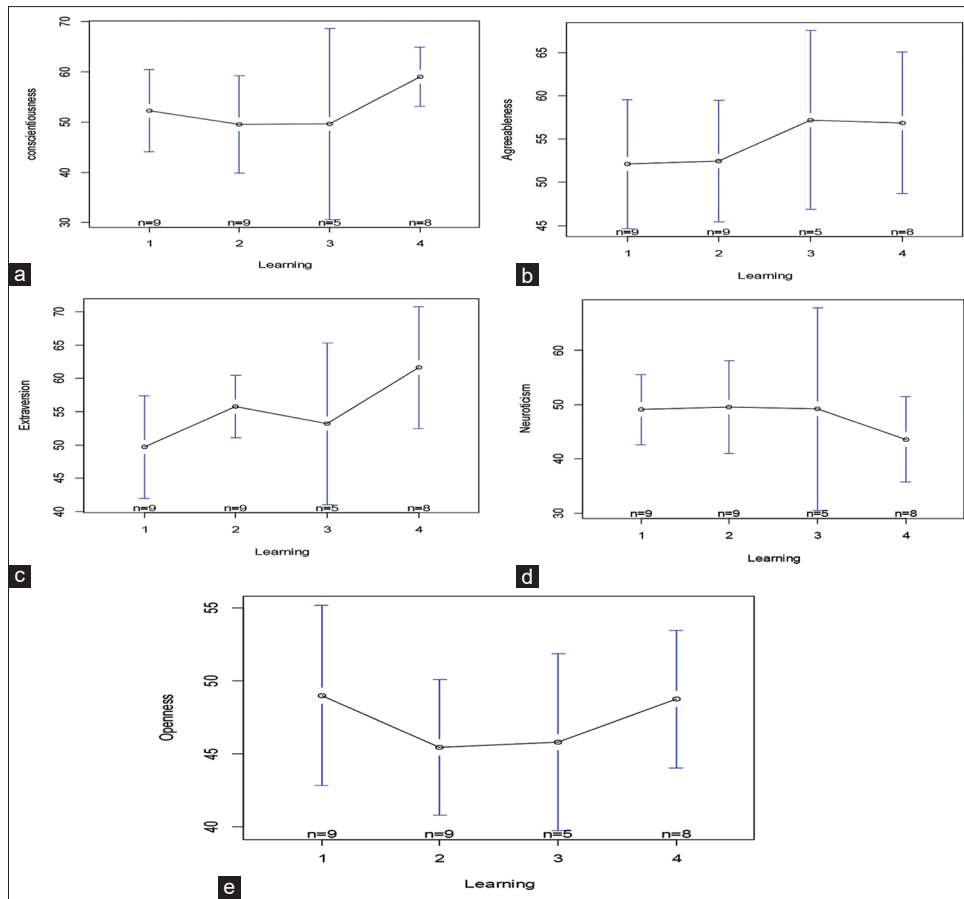 conscientiousness
70
60
50
40
30
n=9 n=9 n=5 n=8
1 2 3 4
Learning
a
Agreeableness
65
60
55
50
45
n=9 n=9 n=5 n=8
1 2 3 4
Learning
b
Extraversion
70
65
60
55
50
45
40
n=9 n=9 n=5 n=8
1 2 3 4
Learning
c
Neuroticism
60
50
40
30
n=9 n=9 n=5 n=8
1 2 3 4
Learning
d
Openness
55
50
45
40
n=9 n=9 n=5 n=8
1 2 3 4
Learning
e